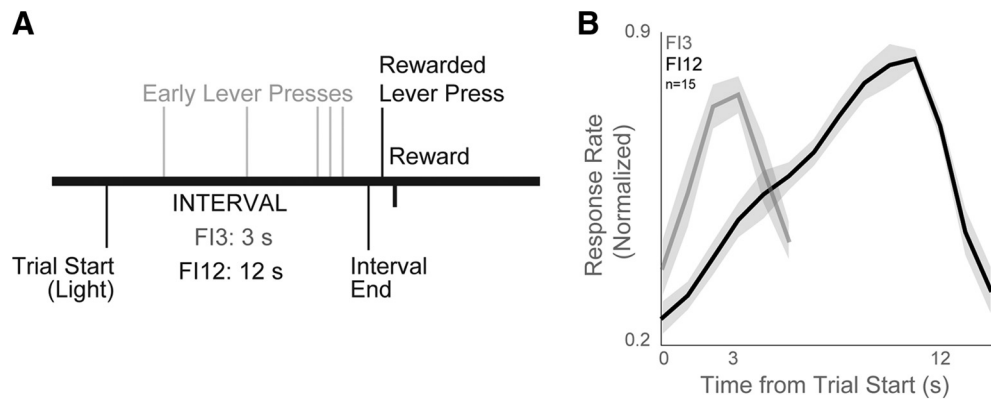 A
Early Lever Presses
Rewarded
Lever Press
Reward
INTERVAL
FI3: 3 s
FI12: 12 s
Trial Start
(Light)
Interval
End
B
0.9
FI3
FI12
n=15
Response Rate
(Normalized)
0.2
0
3
12
Time from Trial Start (s)